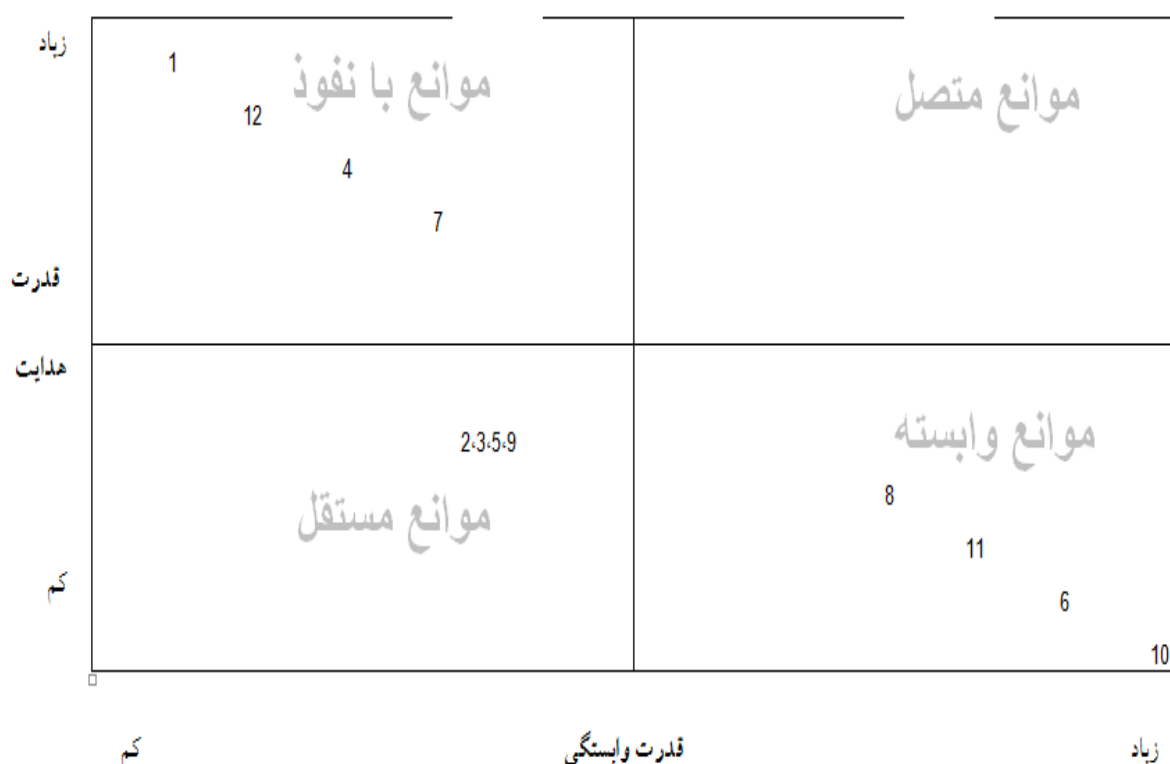 زیاد
1
موانع با نفوذ
موانع متصل
12
4
7
قدرت
هدایت
2،3،5،9
موانع وابسته
8
موانع مستقل
11
کم
6
10
کم
قدرت وابستگی
زیاد